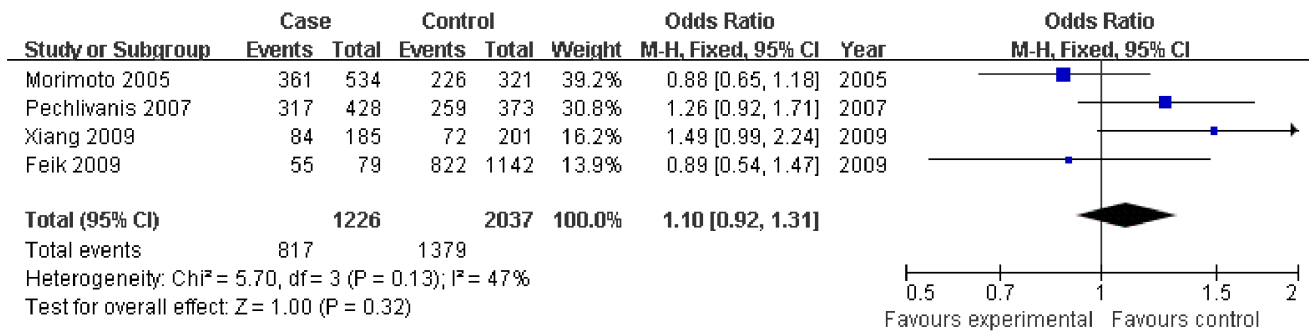 Case Control Odds Ratio Odds Ratio
Study or Subgroup Events Total Events Total Weight M-H, Fixed, 95% CI Year M-H, Fixed, 95% CI
Morimoto 2005 361 534 226 321 39.2% 0.88 [0.65, 1.18] 2005
Pechlivanis 2007 317 428 259 373 30.8% 1.26 [0.92, 1.71] 2007
Xiang 2009 84 185 72 201 16.2% 1.49 [0.99, 2.24] 2009
Feik 2009 55 79 822 1142 13.9% 0.89 [0.54, 1.47] 2009
Total (95% CI) 1226 2037 100.0% 1.10 [0.92, 1.31]
Total events 817 1379
Heterogeneity: Chi² = 5.70, df = 3 (P = 0.13); I² = 47%
Test for overall effect: Z = 1.00 (P = 0.32)
0.5 0.7 1 1.5 2
Favours experimental Favours control